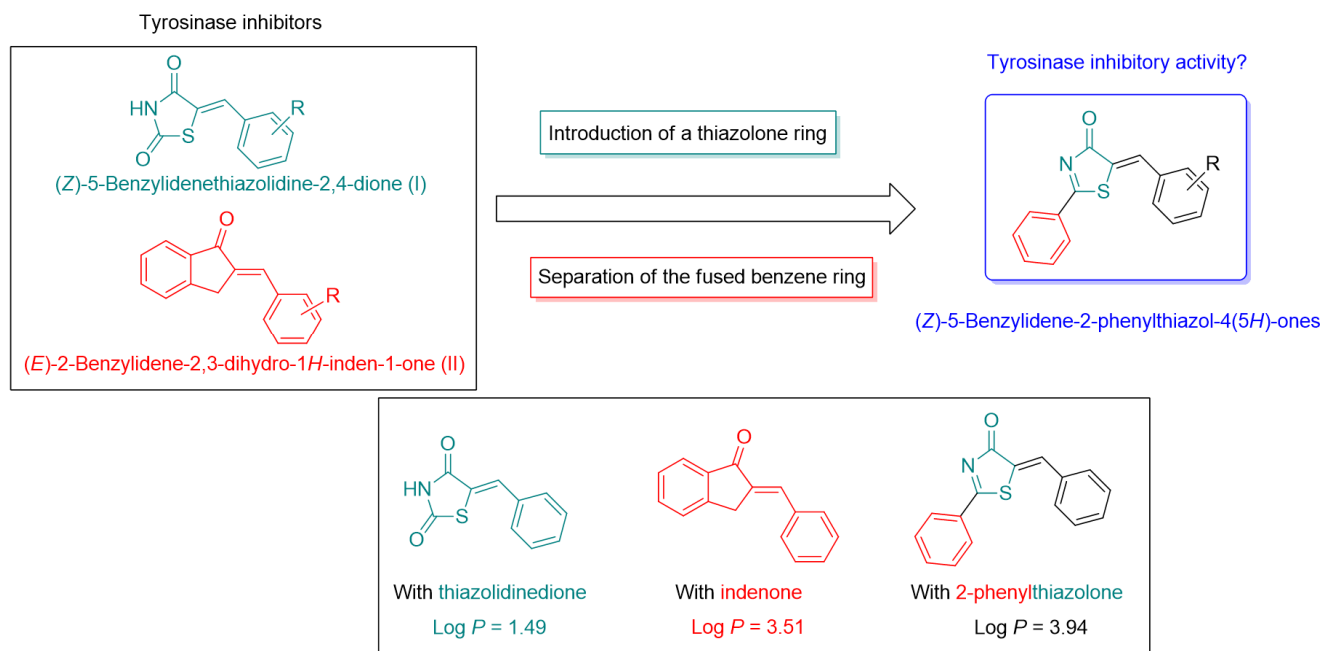 Tyrosinase inhibitors
O
HN
S
O
R
(Z)-5-Benzylidenethiazolidine-2,4-dione (I)
O
R
(E)-2-Benzylidene-2,3-dihydro-1H-inden-1-one (II)
Introduction of a thiazolone ring
Separation of the fused benzene ring
Tyrosinase inhibitory activity?
O
N
S
R
(Z)-5-Benzylidene-2-phenylthiazol-4(5H)-ones
O
HN
S
O
With thiazolidinedione
Log P = 1.49
O
With indenone
Log P = 3.51
O
N
S
With 2-phenylthiazolone
Log P = 3.94